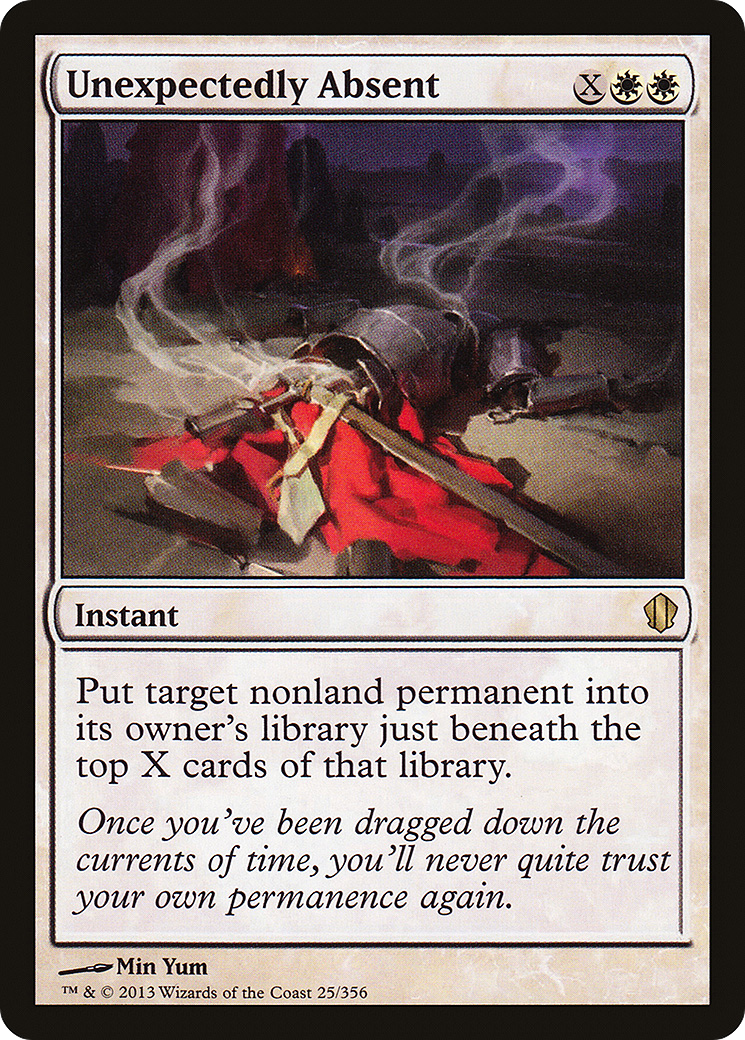 Unexpectedly Absent X
Instant
Put target nonland permanent into
its owner's library just beneath the
top X cards of that library.
Once you've been dragged down the
currents of time, you'll never quite trust
your own permanence again.
Min Yum
™ & © 2013 Wizards of the Coast 25/356